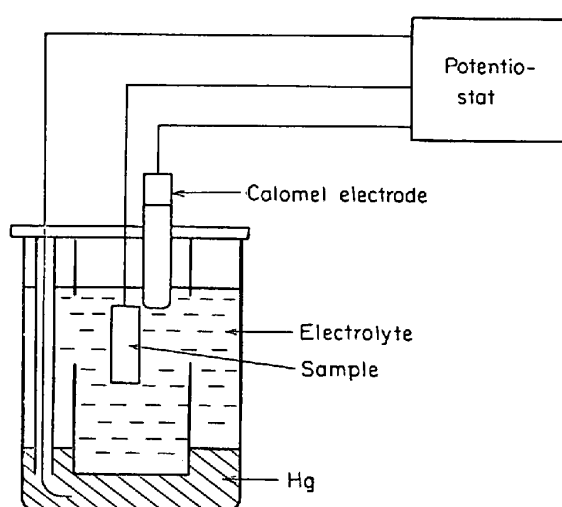 Potentio-
stat
Calomel electrode
Electrolyte
Sample
Hg